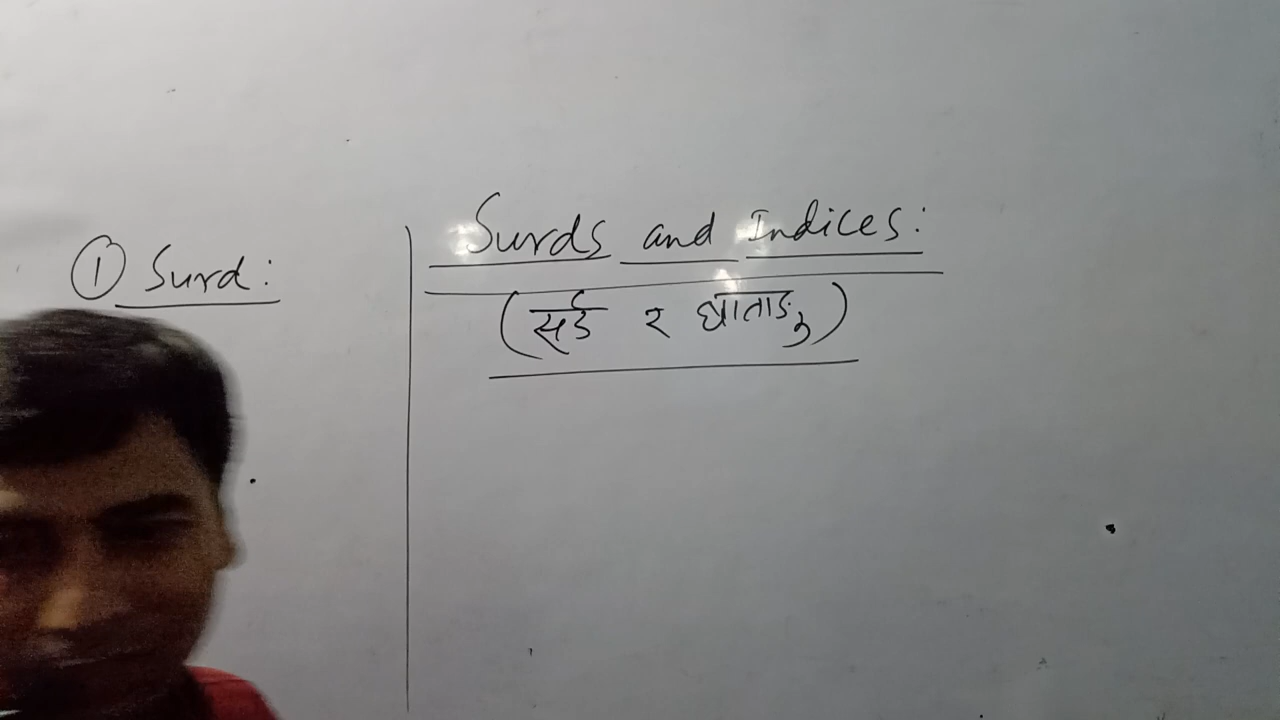 ① Surd:
Surds and Indices:
(सर्ड र घाताङ्क)